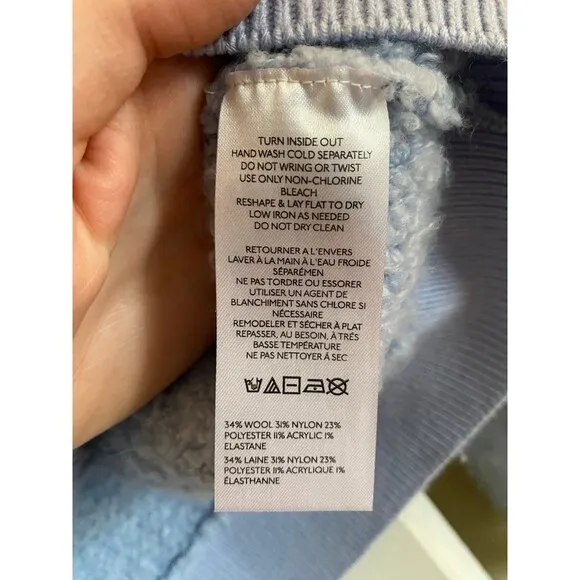 TURN INSIDE OUT
HAND WASH COLD SEPARATELY
DO NOT WRING OR TWIST
USE ONLY NON-CHLORINE
BLEACH
RESHAPE & LAY FLAT TO DRY
LOW IRON AS NEEDED
DO NOT DRY CLEAN
RETOURNER A L'ENVERS
LAVER À LA MAIN À L'EAU FROIDE
SÉPARÉMEN
NE PAS TORDRE OU ESSORER
UTILISER UN AGENT DE
BLANCHIMENT SANS CHLORE SI
NÉCESSAIRE
REMODELER ET SÈCHER À PLAT
REPASSER, AU BESOIN, À TRÈS
BASSE TEMPÉRATURE
NE PAS NETTOYER À SEC
34% WOOL 31% NYLON 23%
POLYESTER 11% ACRYLIC 1%
ELASTANE
34% LAINE 31% NYLON 23%
POLYESTER 11% ACRYLIQUE 1%
ÉLASTHANNE